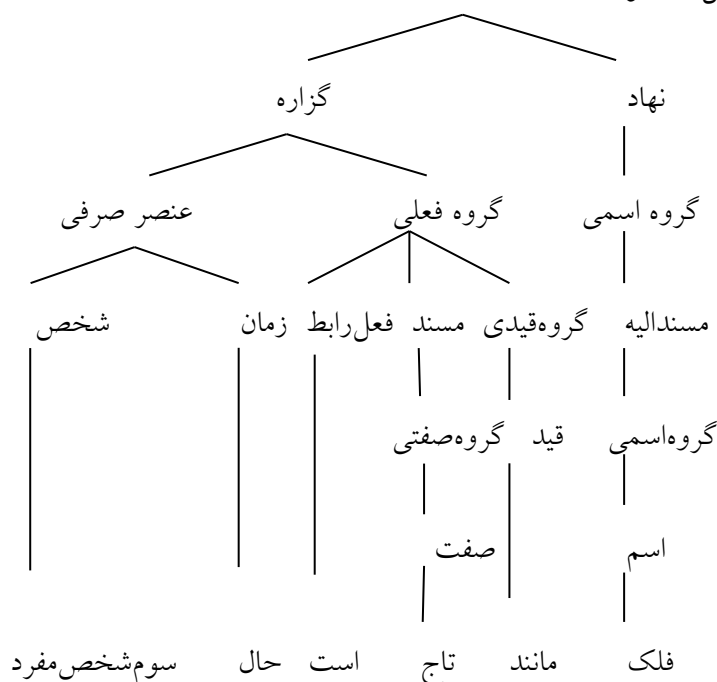 نهاد گزاره
گروه اسمی گروه فعلی عنصر صرفی
مسندالیه گروه‌قیدی مسند فعل‌رابط زمان شخص
گروه‌اسمی قید گروه‌صفتی
اسم صفت
فلک مانند تاج است حال سوم‌شخص‌مفرد